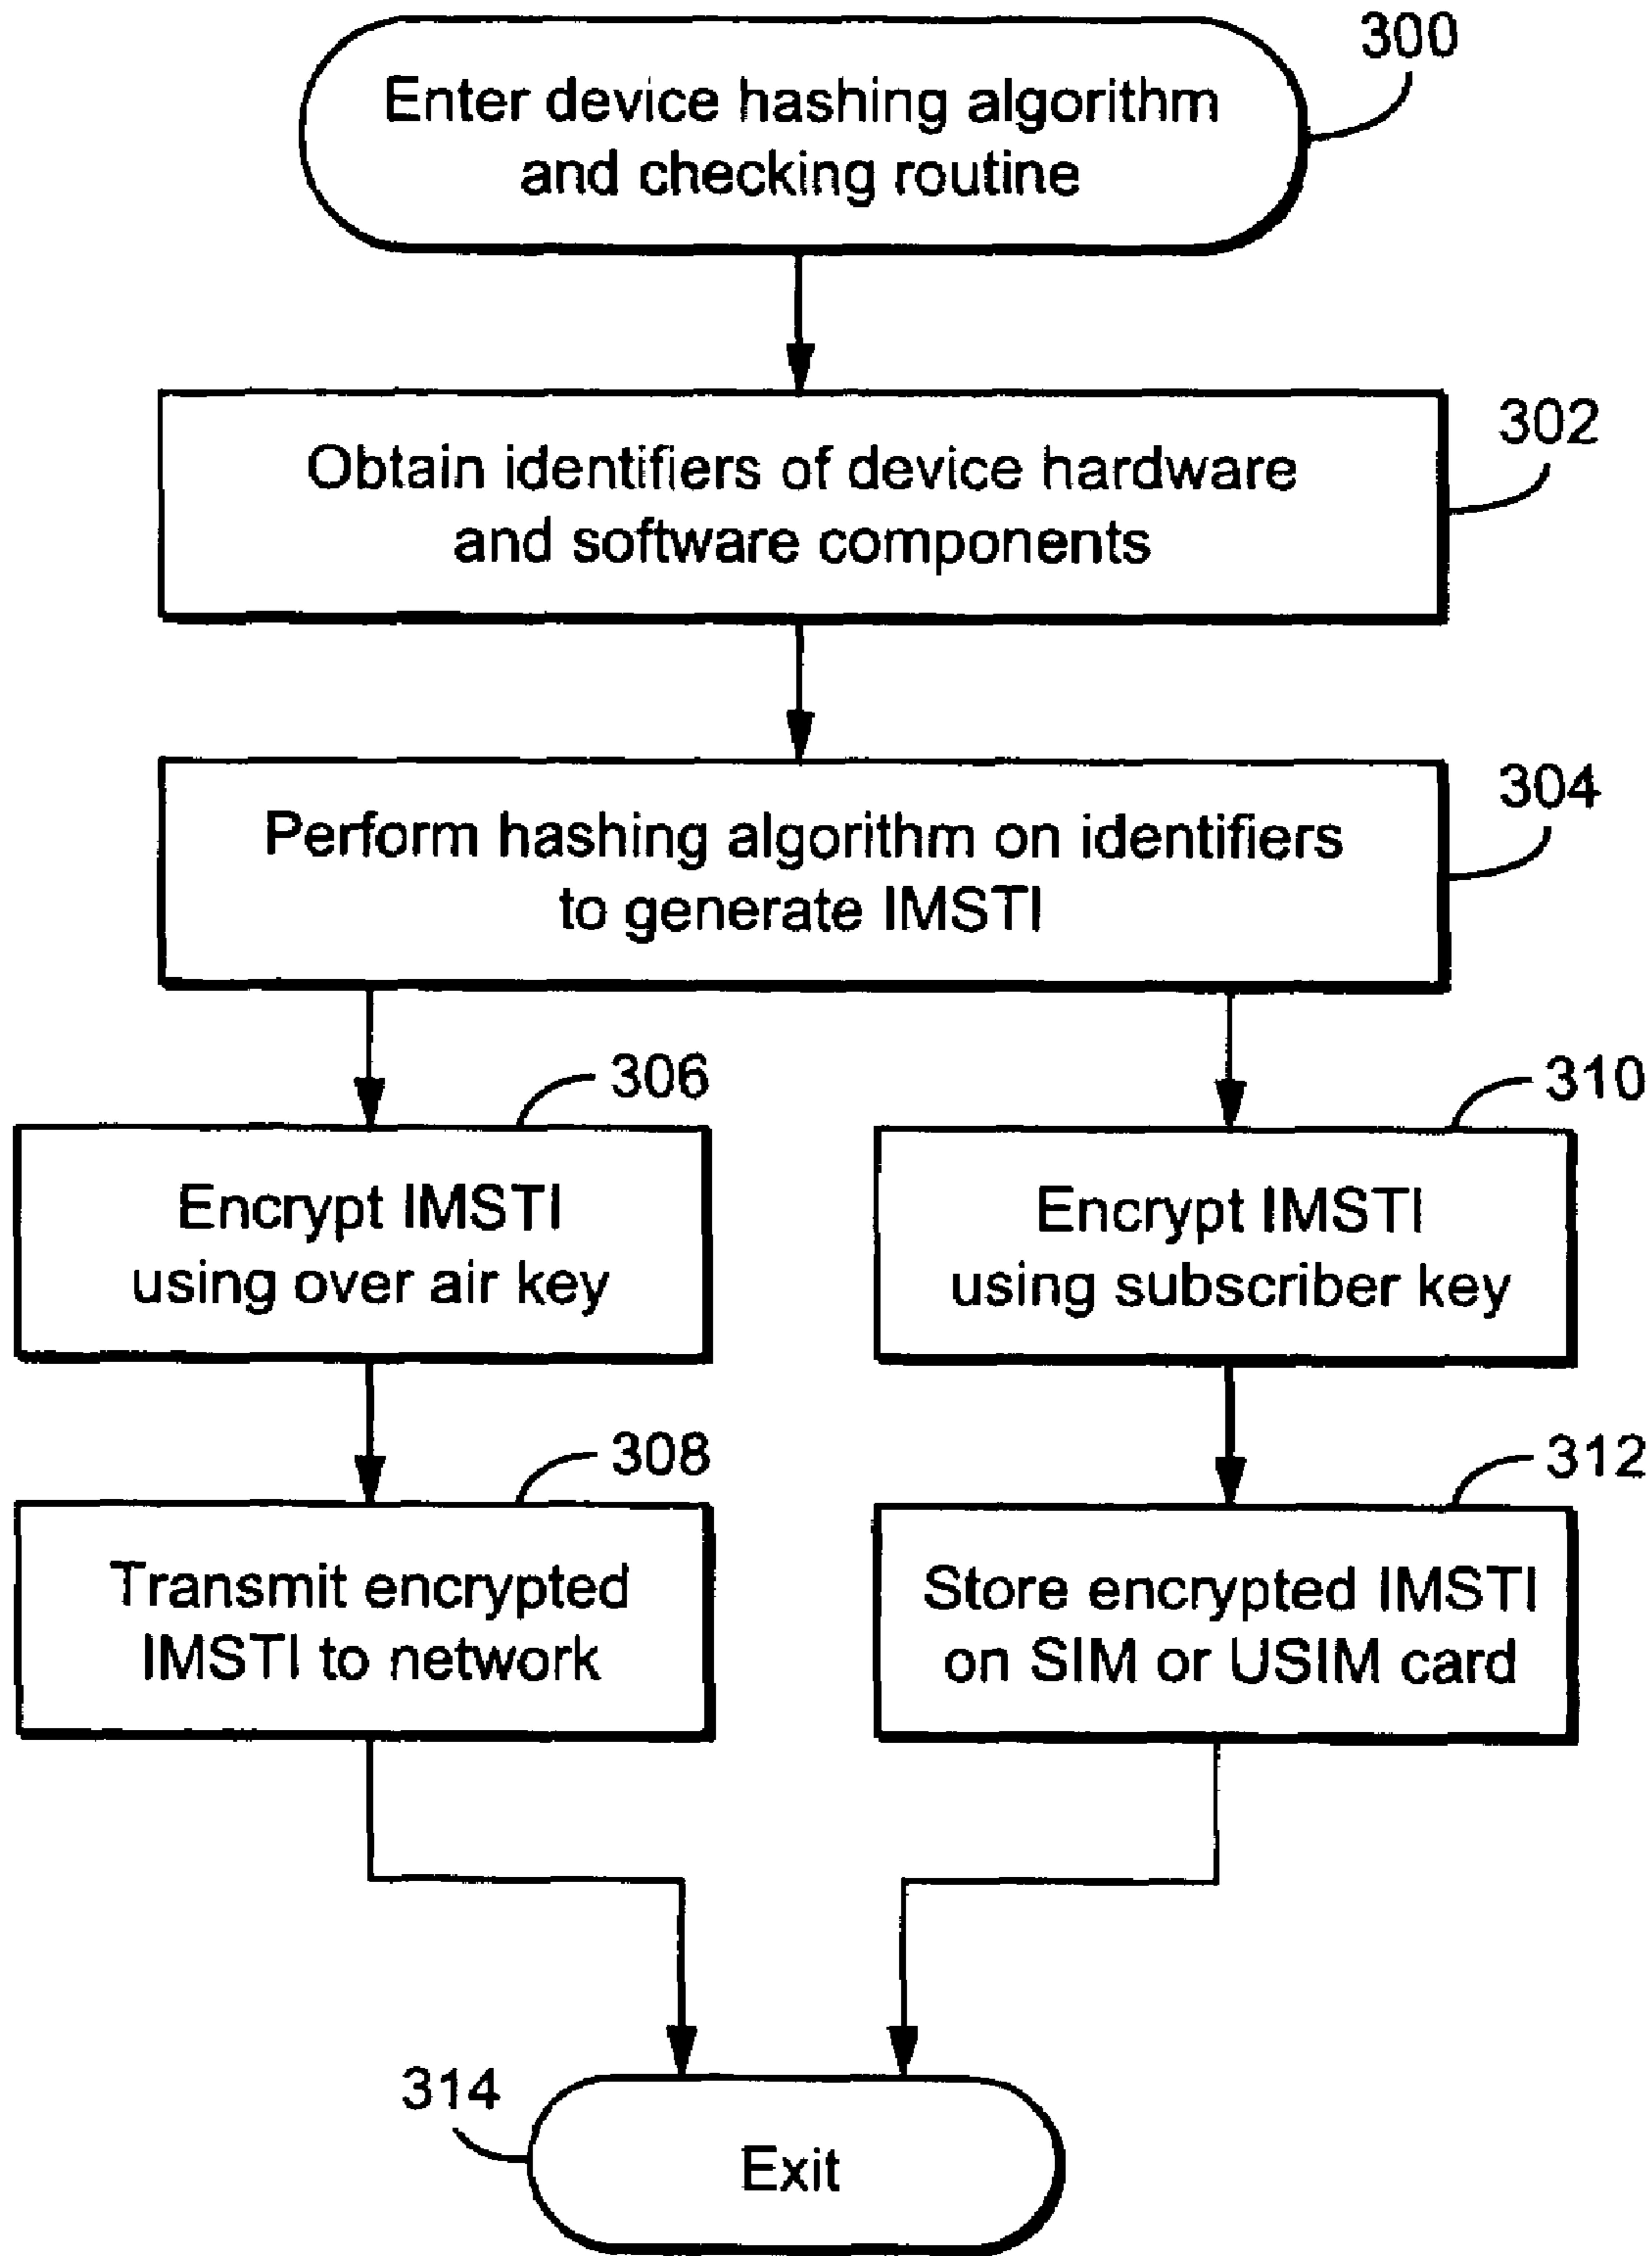 300
Enter device hashing algorithm
and checking routine
302
Obtain identifiers of device hardware
and software components
304
Perform hashing algorithm on identifiers
to generate IMSTI
306
Encrypt IMSTI
using over air key
310
Encrypt IMSTI
using subscriber key
308
Transmit encrypted
IMSTI to network
312
Store encrypted IMSTI
on SIM or USIM card
314
Exit